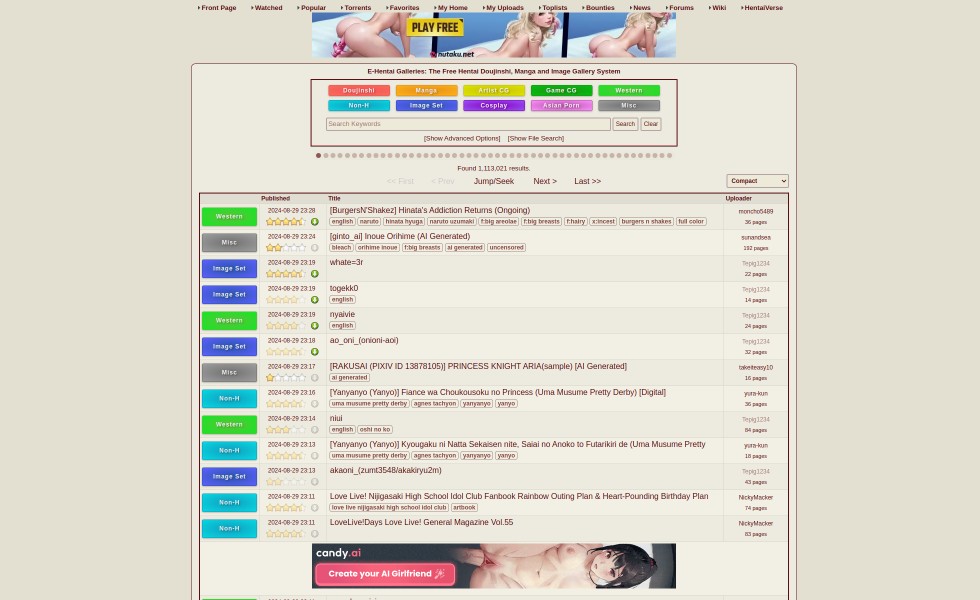 Front Page Watched Popular Torrents Favorites My Home My Uploads Toplists Bounties News Forums Wiki HentaiVerse
PLAY FREE
nutaku.net
E-Hentai Galleries: The Free Hentai Doujinshi, Manga and Image Gallery System
Doujinshi Manga Artist CG Game CG Western
Non-H Image Set Cosplay Asian Porn Misc
Search Keywords Search Clear
[Show Advanced Options] [Show File Search]
Found 1,113,021 results.
<< First < Prev Jump/Seek Next > Last >> Compact
Published Title Uploader
Western 2024-08-29 23:28 [BurgersN'Shakez] Hinata's Addiction Returns (Ongoing) moncho5489
english naruto hinata hyuga naruto uzumaki f:big areolae f:big breasts f:hairy x:incest burgers n shakes full color 36 pages
Misc 2024-08-29 23:24 [ginto_ai] Inoue Orihime (AI Generated) sunandsea
bleach orihime inoue f:big breasts ai generated uncensored 192 pages
Image Set 2024-08-29 23:19 whate=3r Tepig1234
22 pages
Image Set 2024-08-29 23:19 togekk0 Tepig1234
english 14 pages
Western 2024-08-29 23:19 nyaivie Tepig1234
english 24 pages
Image Set 2024-08-29 23:18 ao_oni_(onioni-aoi) Tepig1234
32 pages
Misc 2024-08-29 23:17 [RAKUSAI (PIXIV ID 13878105)] PRINCESS KNIGHT ARIA(sample) [AI Generated] takeiteasy10
ai generated 16 pages
Non-H 2024-08-29 23:16 [Yanyanyo (Yanyo)] Fiance wa Choukousoku no Princess (Uma Musume Pretty Derby) [Digital] yura-kun
uma musume pretty derby agnes tachyon yanyanyo yanyo 36 pages
Western 2024-08-29 23:14 niui Tepig1234
english oshi no ko 84 pages
Non-H 2024-08-29 23:13 [Yanyanyo (Yanyo)] Kyougaku ni Natta Sekaisen nite, Saiai no Anoko to Futarikiri de (Uma Musume Pretty yura-kun
uma musume pretty derby agnes tachyon yanyanyo yanyo 18 pages
Image Set 2024-08-29 23:13 akaoni_(zumt3548/akakiryu2m) Tepig1234
43 pages
Non-H 2024-08-29 23:11 Love Live! Nijigasaki High School Idol Club Fanbook Rainbow Outing Plan & Heart-Pounding Birthday Plan NickyMacker
love live nijigasaki high school idol club artbook 74 pages
Non-H 2024-08-29 23:11 LoveLive!Days Love Live! General Magazine Vol.55 NickyMacker
83 pages
candy.ai
Create your AI Girlfriend